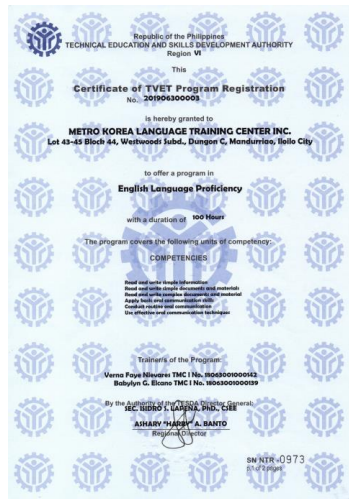 Republic of the Philippines
TECHNICAL EDUCATION AND SKILLS DEVELOPMENT AUTHORITY
Region VI
This
Certificate of TVET Program Registration
No. 201906300003
is hereby granted to
METRO KOREA LANGUAGE TRAINING CENTER INC.
Lot 43-45 Block 44, Westwoods Subd., Dungon C, Mandurriao, Iloilo City
to offer a program in
English Language Proficiency
with a duration of 100 Hours
The program covers the following units of competency:
COMPETENCIES
Read and write simple information
Read and write simple documents and materials
Read and write complex documents and material
Apply basic and communication skills
Conduct routine and communication
Use effective oral communication techniques
Trainer/s of the Program:
Verna Faye Nievares TMC I No. 18063001000142
Babylyn G. Elcano TMC I No. 18063001000139
By the Authority of the TESDA Director General:
SEC. ISIDRO S. LAPEÑA, PhD., CSEE
ASHARY "HARRY" A. BANTO
Regional Director
SN NTR -0973
p.1 of 2 pages